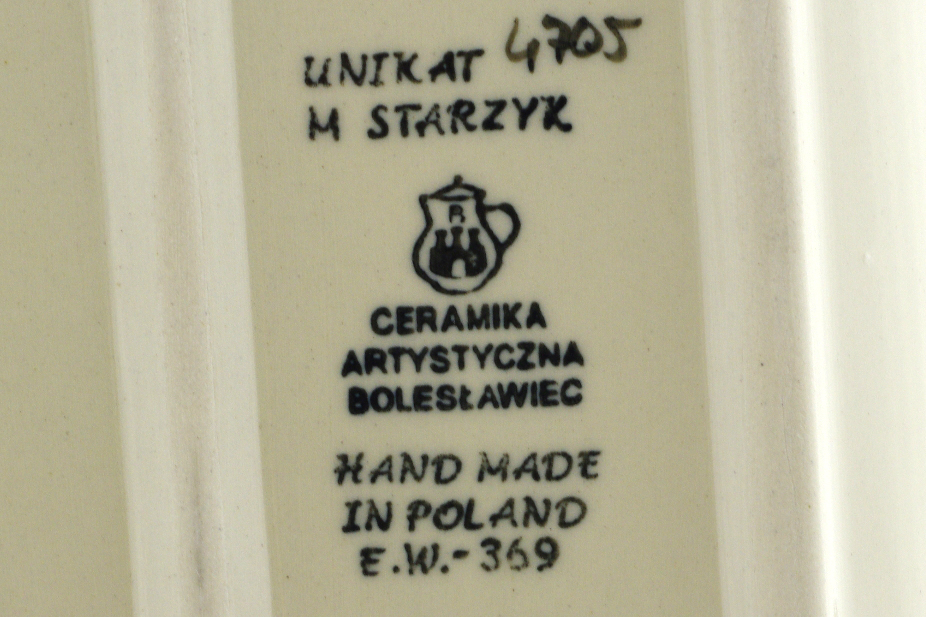 UNIKAT 4705
M STARZYK
B
CERAMIKA
ARTYSTYCZNA
BOLESŁAWIEC
HAND MADE
IN POLAND
E.W.-369